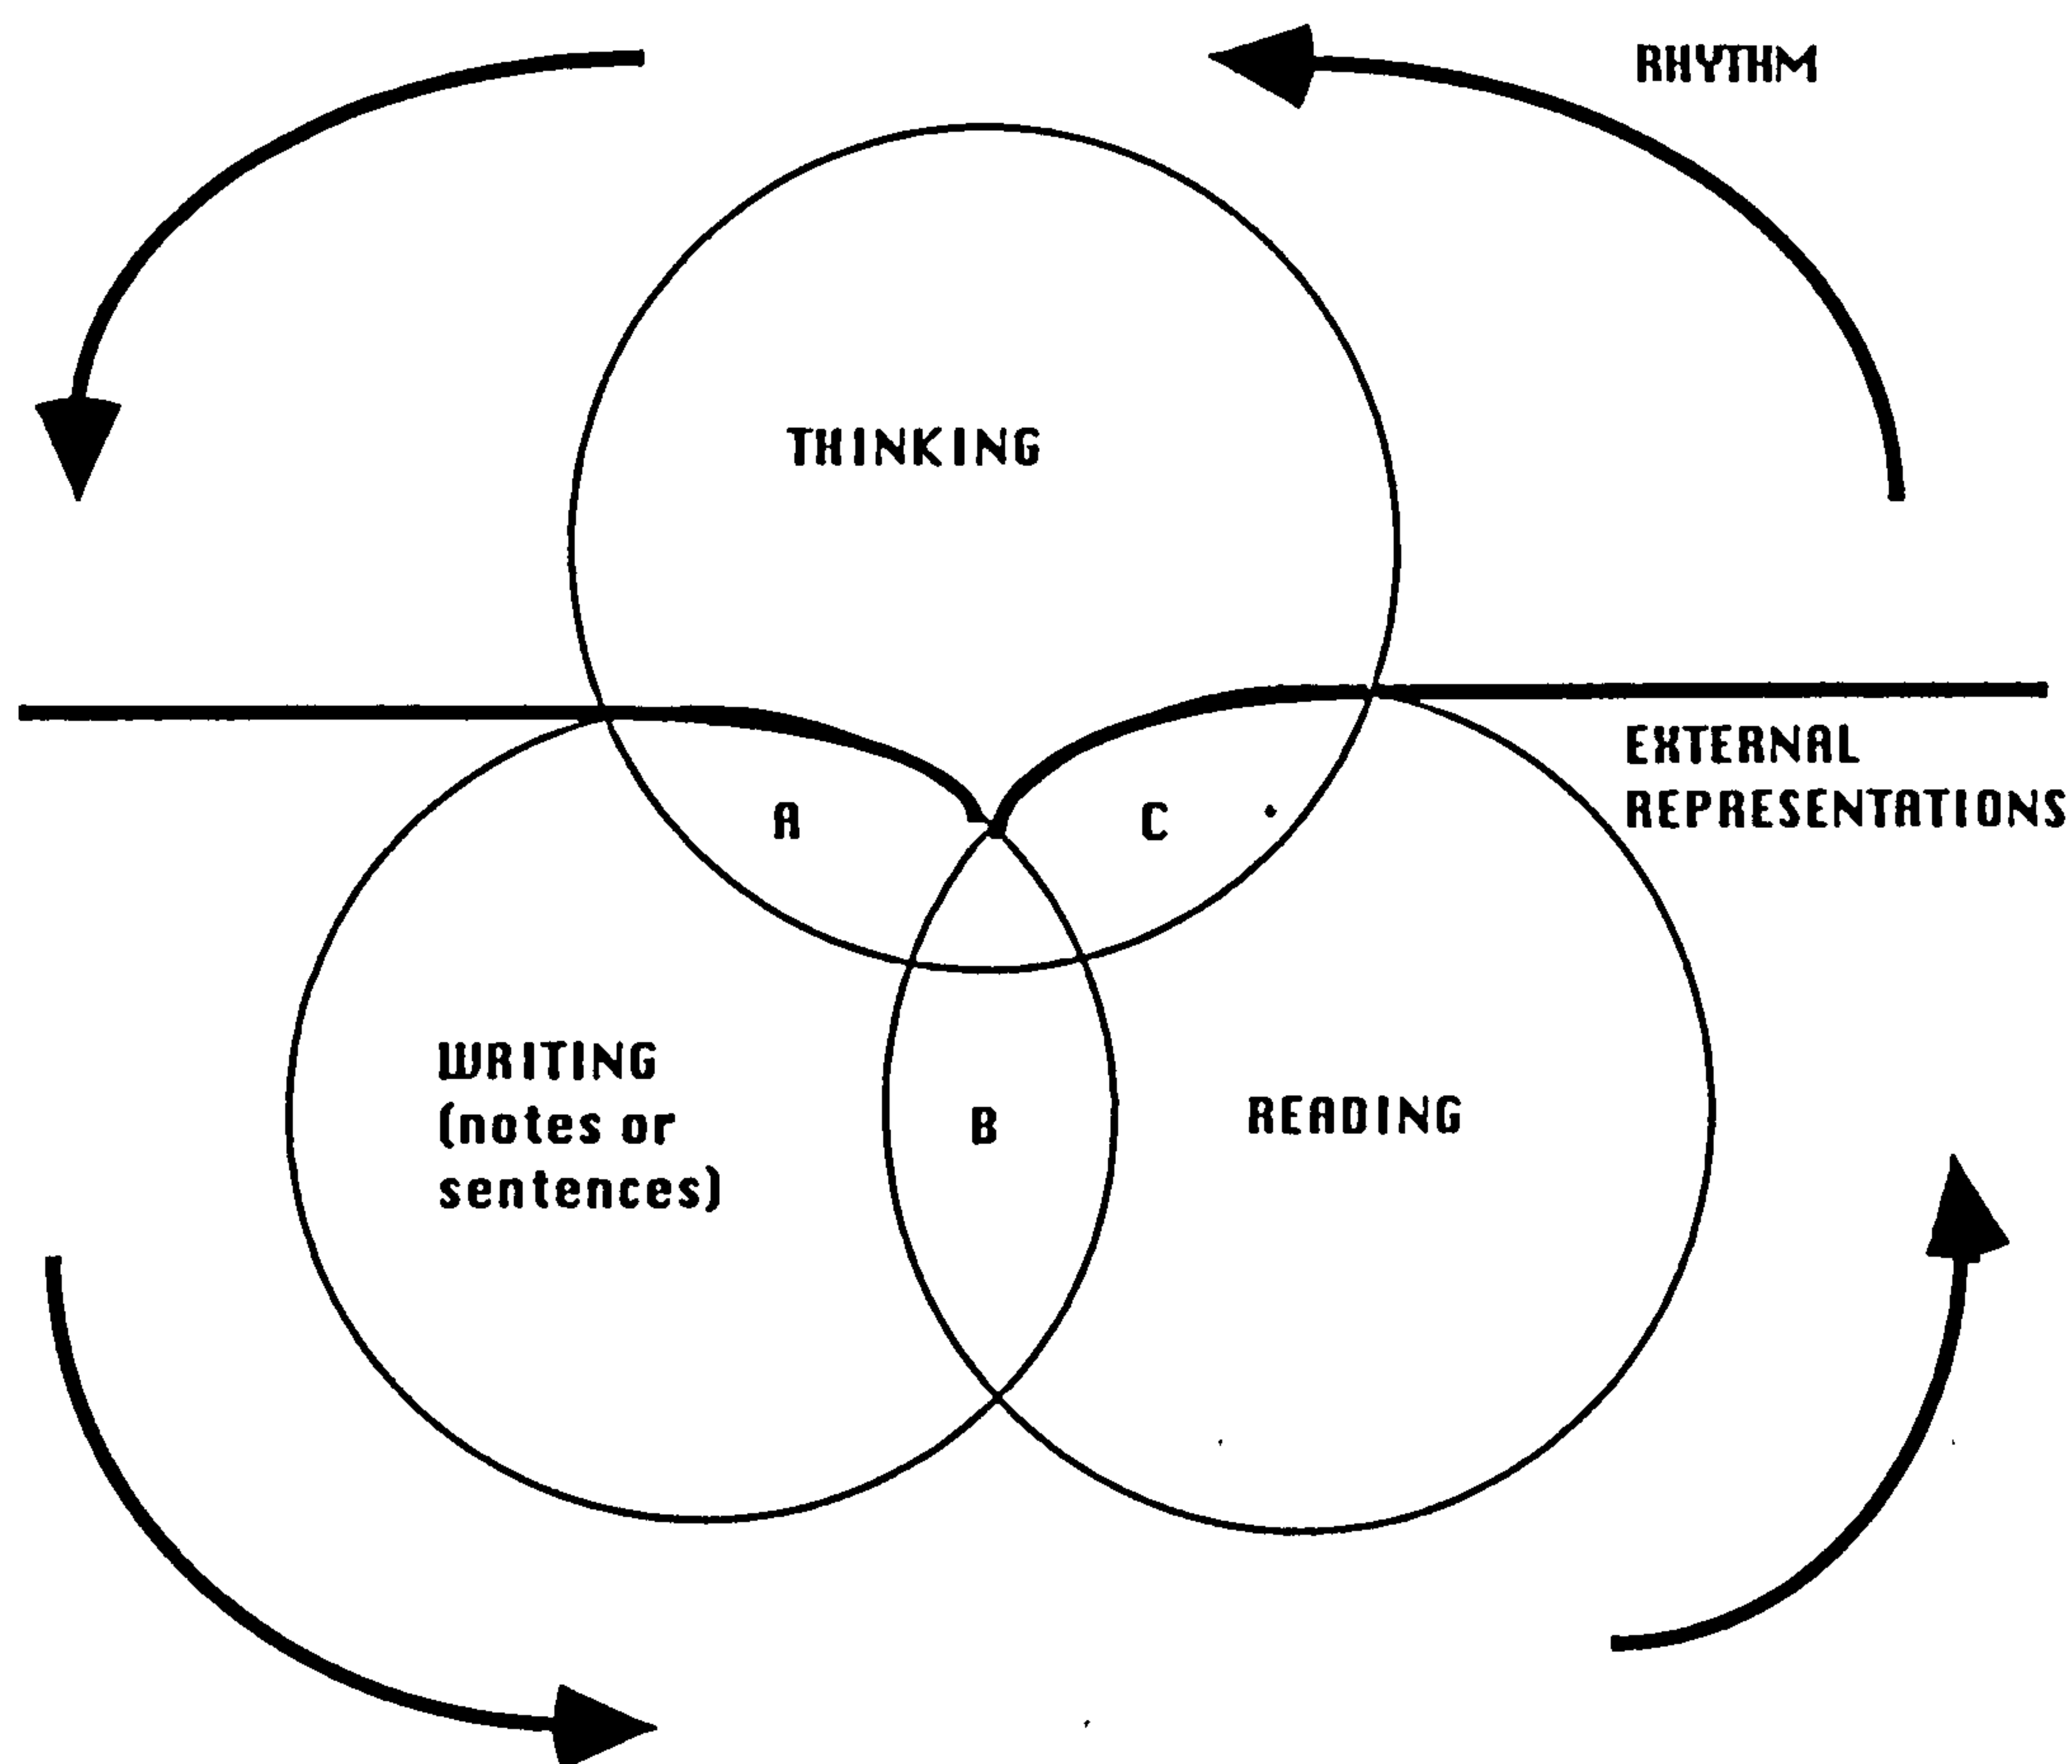 RHYTHM
THINKING
EXTERNAL
REPRESENTATIONS
A
C
WRITING
(notes or
sentences)
B
READING